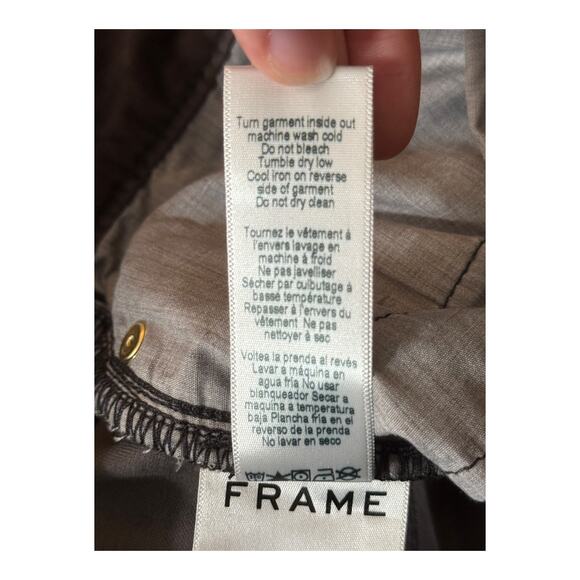 Turn garment inside out
machine wash cold
Do not bleach
Tumble dry low
Cool iron on reverse
side of garment
Do not dry clean
Tournez le vêtement à
l'envers lavage en
machine à froid
Ne pas javelliser
Sécher par culbutage à
basse température
Repasser à l'envers du
vêtement Ne pas
nettoyer à sec
Voltea la prenda al revés
Lavar a máquina en
agua fría No usar
blanqueador Secar a
maquina a temperatura
baja Plancha fría en el
reverso de la prenda
No lavar en seco
FRAME